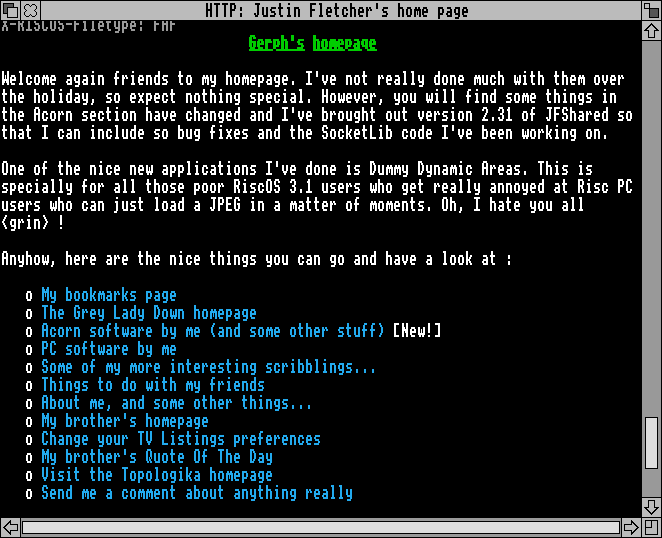 HTTP: Justin Fletcher's home page
X-RISCOS-Filetype: FAF
Gerph's homepage
Welcome again friends to my homepage. I've not really done much with them over
the holiday, so expect nothing special. However, you will find some things in
the Acorn section have changed and I've brought out version 2.31 of JFShared so
that I can include so bug fixes and the SocketLib code I've been working on.
One of the nice new applications I've done is Dummy Dynamic Areas. This is
specially for all those poor RiscOS 3.1 users who get really annoyed at Risc PC
users who can just load a JPEG in a matter of moments. Oh, I hate you all
<grin> !
Anyhow, here are the nice things you can go and have a look at :
o My bookmarks page
o The Grey Lady Down homepage
o Acorn software by me (and some other stuff) [New!]
o PC software by me
o Some of my more interesting scribblings...
o Things to do with my friends
o About me, and some other things...
o My brother's homepage
o Change your TV Listings preferences
o My brother's Quote Of The Day
o Visit the Topologika homepage
o Send me a comment about anything really